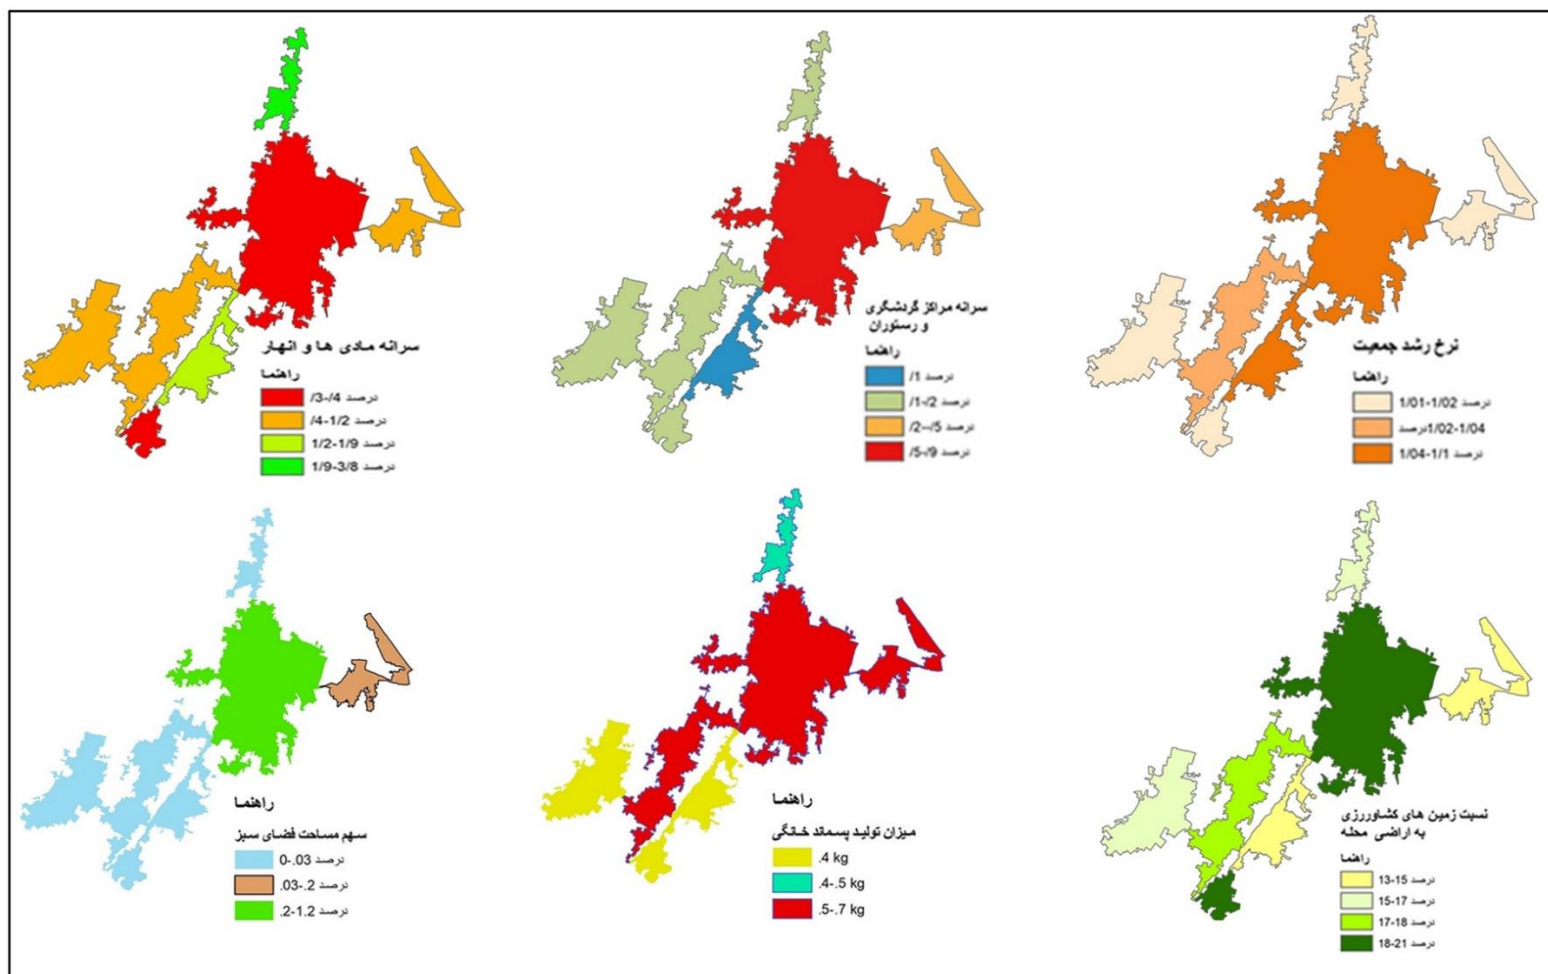 سرانه مادی ها و انهار
راهنما
/3-/4 درصد
/4-1/2 درصد
1/2-1/9 درصد
1/9-3/8 درصد
سرانه مراکز گردشگری
و رستوران
راهنما
/1 درصد
/1-/2 درصد
/2--/5 درصد
/5-/9 درصد
نرخ رشد جمعیت
راهنما
1/01-1/02 درصد
1/02-1/04درصد
1/04-1/1 درصد
راهنما
سهم مساحت فضای سبز
0-.03 درصد
.03-.2 درصد
.2-1.2 درصد
راهنما
میزان تولید پسماند خانگی
.4 kg
.4-.5 kg
.5-.7 kg
نسبت زمین های کشاورزی
به اراضی محله
راهنما
13-15 درصد
15-17 درصد
17-18 درصد
18-21 درصد